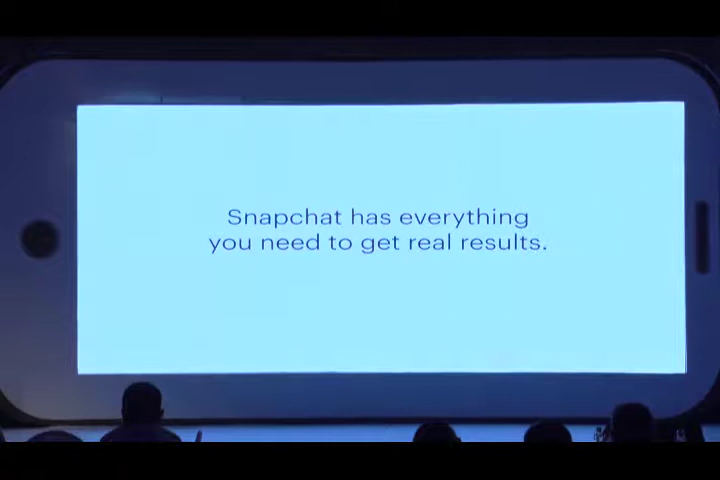 Snapchat has everything
you need to get real results.